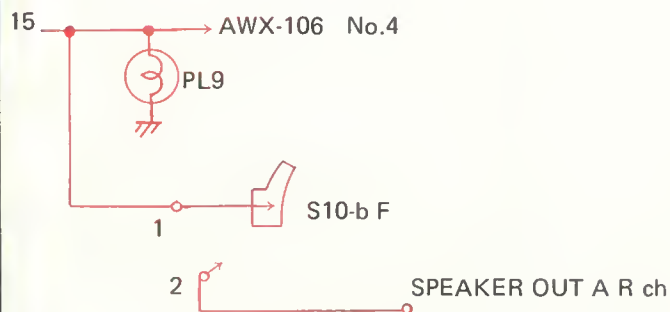 15
AWX-106 No.4
PL9
1
S10-b F
2
SPEAKER OUT A R ch